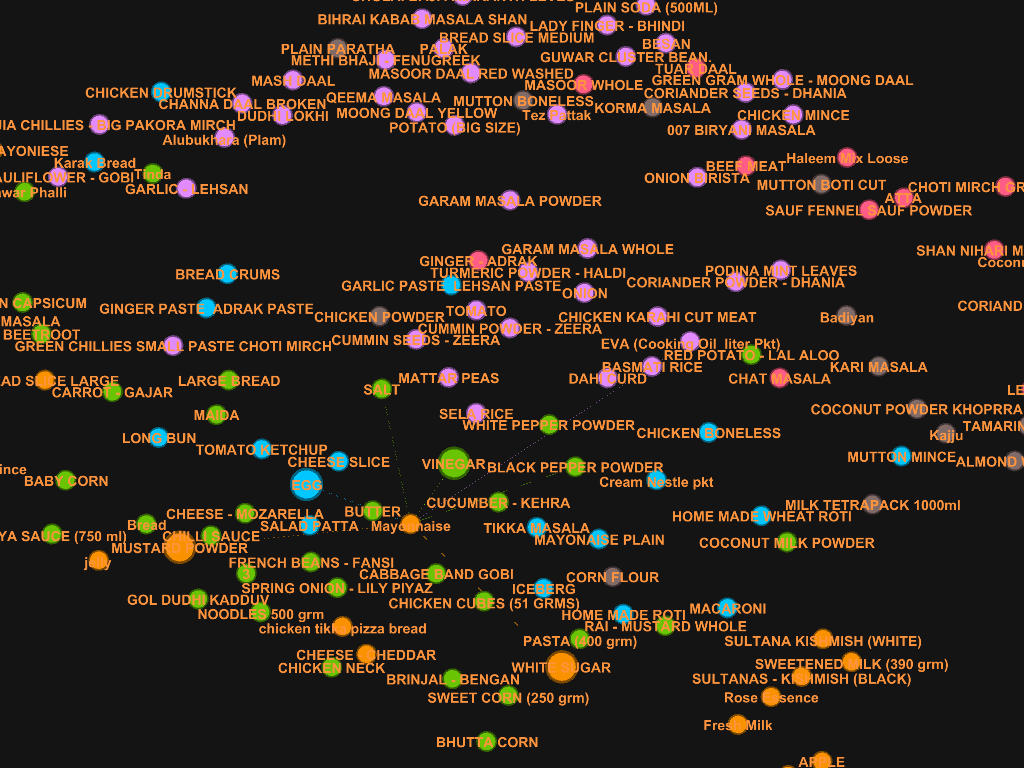 PLAIN SODA (500ML)
BIHRAI KABAB MASALA SHAN
LADY FINGER - BHINDI
BREAD SLICE MEDIUM
BESAN
PLAIN PARATHA
PALAK
METHI BHAJI - FENUGREEK
GUWAR CLUSTER BEAN.
TUAR DAAL
MASOOR DAAL RED WASHED
MASH DAAL
MASOOR WHOLE
GREEN GRAM WHOLE - MOONG DAAL
CHICKEN DRUMSTICK
CORIANDER SEEDS - DHANIA
QEEMA MASALA
MUTTON BONELESS
CHANNA DAAL BROKEN
KORMA MASALA
MOONG DAAL YELLOW
DUDHI LOKHI
Tez Pattak
CHICKEN MINCE
JIA CHILLIES - BIG PAKORA MIRCH
POTATO (BIG SIZE)
007 BIRYANI MASALA
Alubukhara (Plam)
AYONIESE
Karak Bread
Haleem Mix Loose
BEEF MEAT
AULIFLOWER - GOBI
Tinda
ONION BIRISTA
MUTTON BOTI CUT
CHOTI MIRCH GR
war Phalli
GARLIC - LEHSAN
ATTA
GARAM MASALA POWDER
SAUF FENNEL SAUF POWDER
GARAM MASALA WHOLE
SHAN NIHARI M
GINGER - ADRAK
Coconu
BREAD CRUMS
TURMERIC POWDER - HALDI
PODINA MINT LEAVES
GARLIC PASTE - LEHSAN PASTE
CORIANDER POWDER - DHANIA
ONION
N CAPSICUM
GINGER PASTE - ADRAK PASTE
CORIAND
TOMATO
CHICKEN POWDER
CHICKEN KARAHI CUT MEAT
Badiyan
MASALA
BEETROOT
CUMMIN POWDER - ZEERA
CUMMIN SEEDS - ZEERA
GREEN CHILLIES SMALL PASTE CHOTI MIRCH
EVA (Cooking Oil liter Pkt)
RED POTATO - LAL ALOO
BASMATI RICE
KARI MASALA
AD SLICE LARGE
LARGE BREAD
MATTAR PEAS
DAHI CURD
CHAT MASALA
CARROT - GAJAR
SALT
LE
COCONUT POWDER KHOPRRA
MAIDA
SELA RICE
WHITE PEPPER POWDER
TAMARIN
LONG BUN
CHICKEN BONELESS
Kajju
TOMATO KETCHUP
MUTTON MINCE
CHEESE SLICE
VINEGAR
BLACK PEPPER POWDER
ALMOND
ince
BABY CORN
EGG
Cream Nestle pkt
CUCUMBER - KEHRA
MILK TETRAPACK 1000ml
CHEESE - MOZARELLA
BUTTER
HOME MADE WHEAT ROTI
Bread
SALAD PATTA
Mayonnaise
TIKKA MASALA
YA SAUCE (750 ml)
CHILLI SAUCE
MAYONAISE PLAIN
COCONUT MILK POWDER
MUSTARD POWDER
jelly
FRENCH BEANS - FANSI
3
CABBAGE BAND GOBI
CORN FLOUR
SPRING ONION - LILY PIYAZ
ICEBERG
GOL DUDHI KADDUV
CHICKEN CUBES (51 GRMS)
MACARONI
NOODLES 500 grm
HOME MADE ROTI
chicken tikka pizza bread
RAI - MUSTARD WHOLE
PASTA (400 grm)
SULTANA KISHMISH (WHITE)
CHEESE - CHEDDAR
CHICKEN NECK
WHITE SUGAR
SWEETENED MILK (390 grm)
BRINJAL - BENGAN
SULTANAS - KISHMISH (BLACK)
SWEET CORN (250 grm)
Rose Essence
Fresh Milk
BHUTTA CORN
APPLE